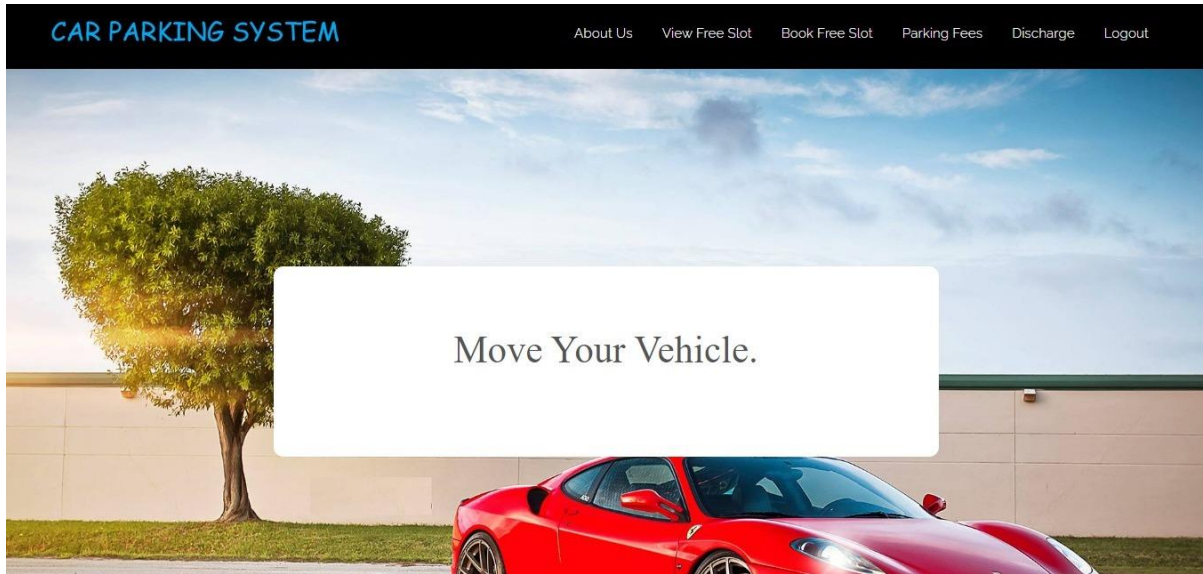 CAR PARKING SYSTEM
About Us View Free Slot Book Free Slot Parking Fees Discharge Logout
Move Your Vehicle.